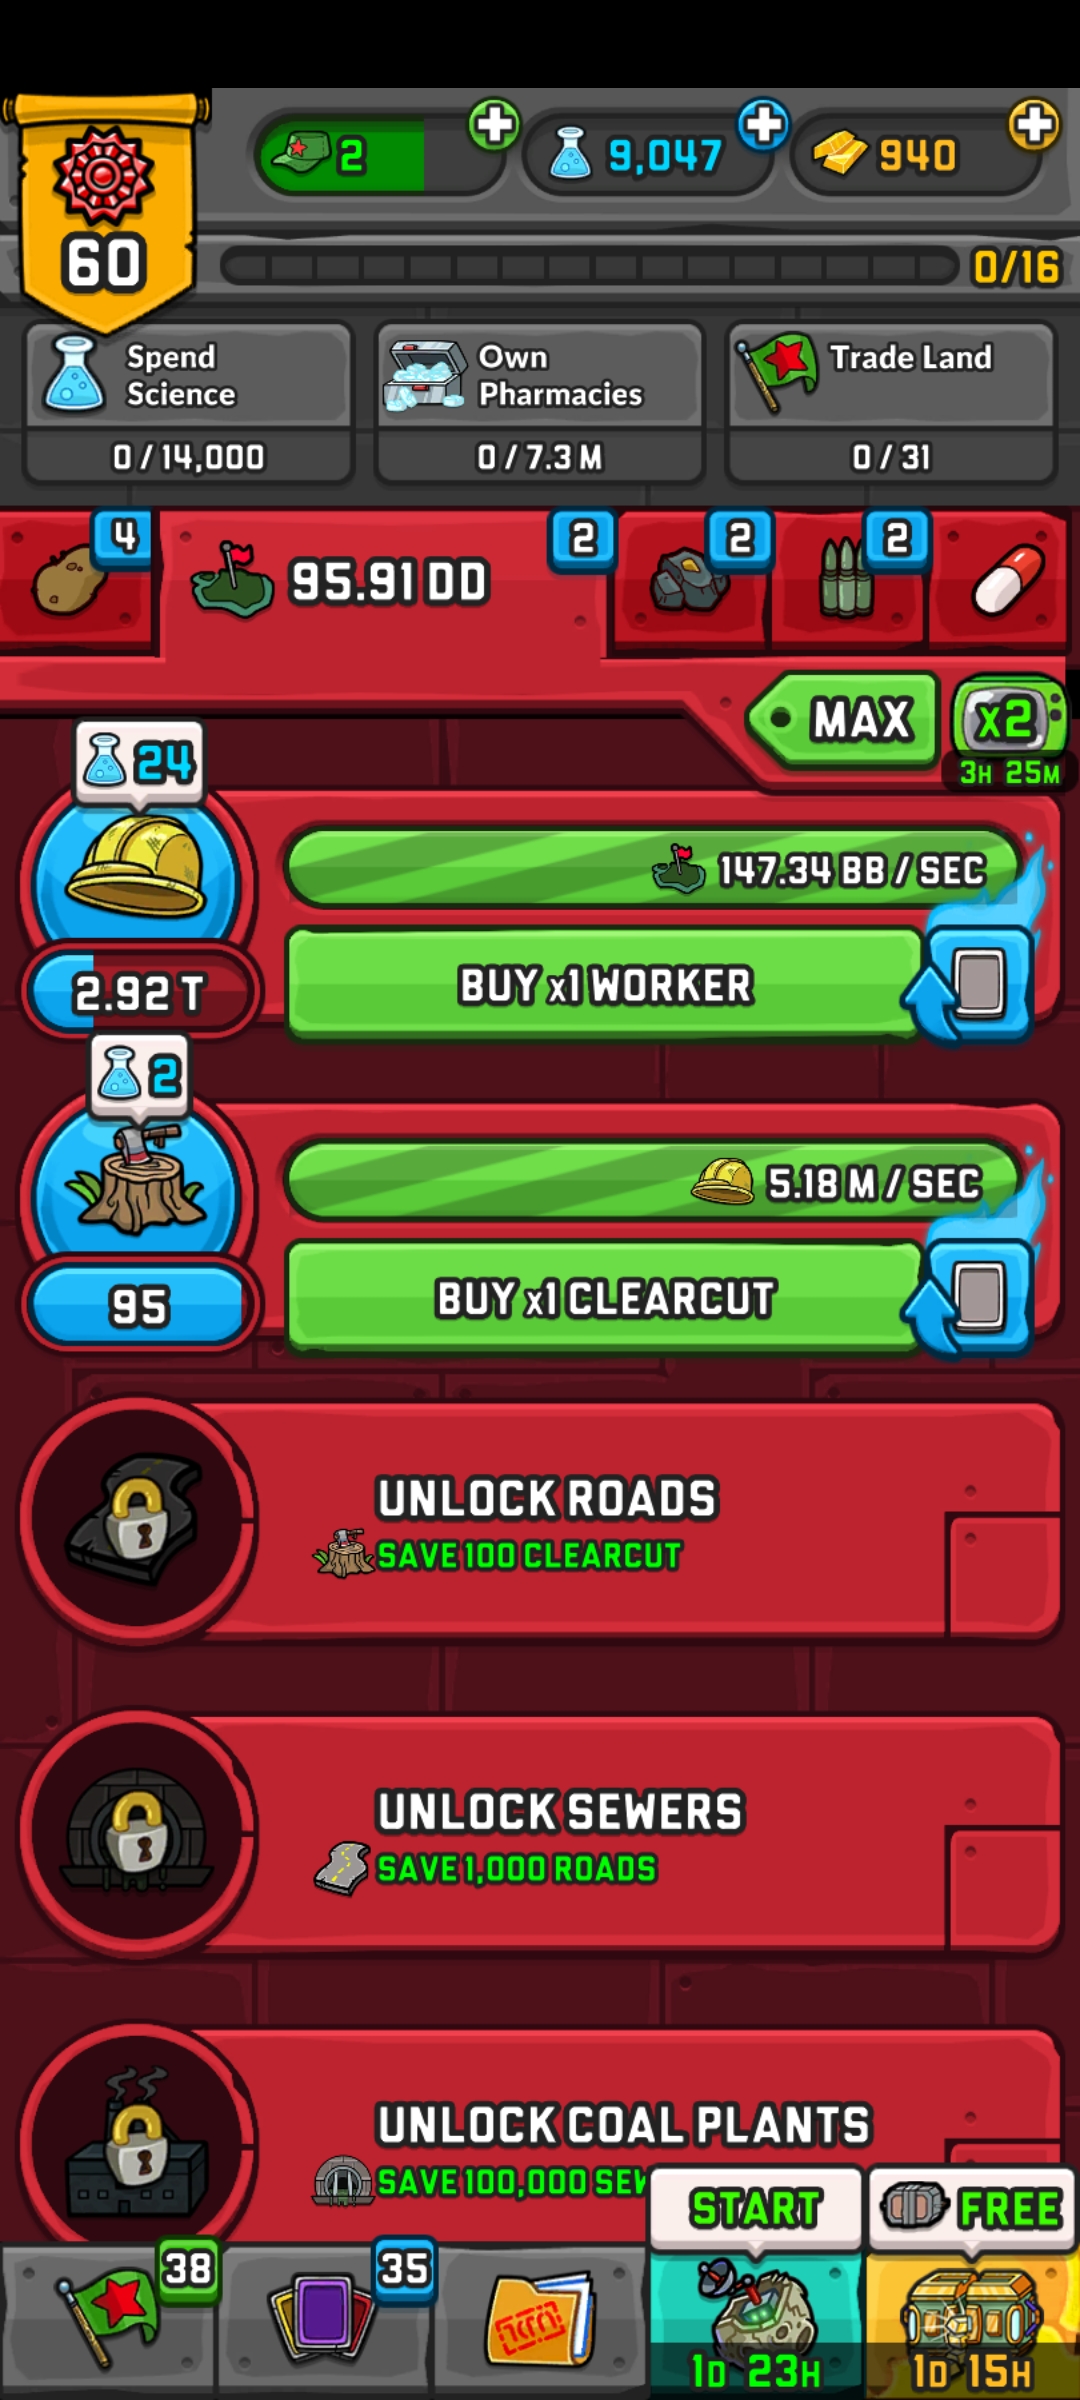 60
2
9,047
940
0/16
Spend
Science
0 / 14,000
Own
Pharmacies
0 / 7.3 M
Trade Land
0 / 31
4
95.91 DD
2
2
2
MAX
x2
3H 25M
24
147.34 BB / SEC
BUY x1 WORKER
2.92 T
2
5.18 M / SEC
BUY x1 CLEARCUT
95
UNLOCK ROADS
SAVE 100 CLEARCUT
UNLOCK SEWERS
SAVE 1,000 ROADS
UNLOCK COAL PLANTS
SAVE 100,000 SEW
START
FREE
38
35
1D 23H
1D 15H